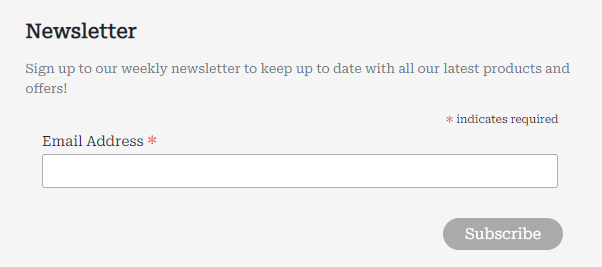 Newsletter
Sign up to our weekly newsletter to keep up to date with all our latest products and
offers!
* indicates required
Email Address *
Subscribe